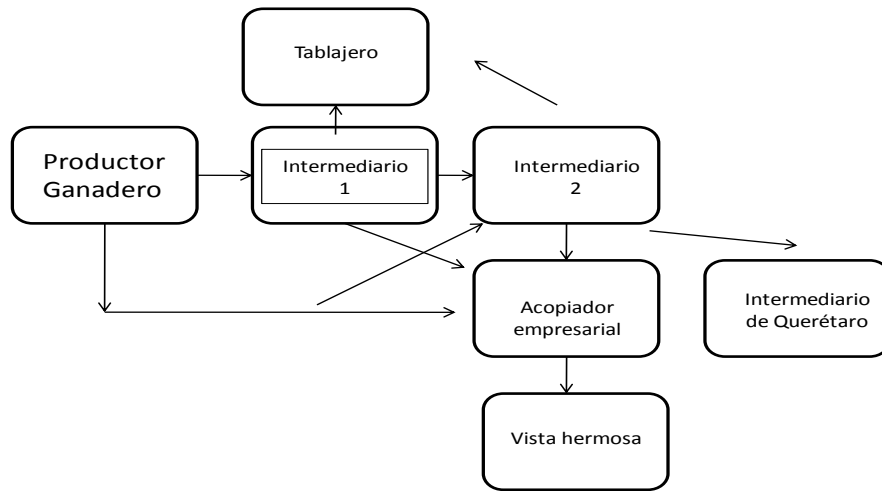 Tablajero
Productor
Ganadero
Intermediario
1
Intermediario
2
Acopiador
empresarial
Intermediario
de Querétaro
Vista hermosa